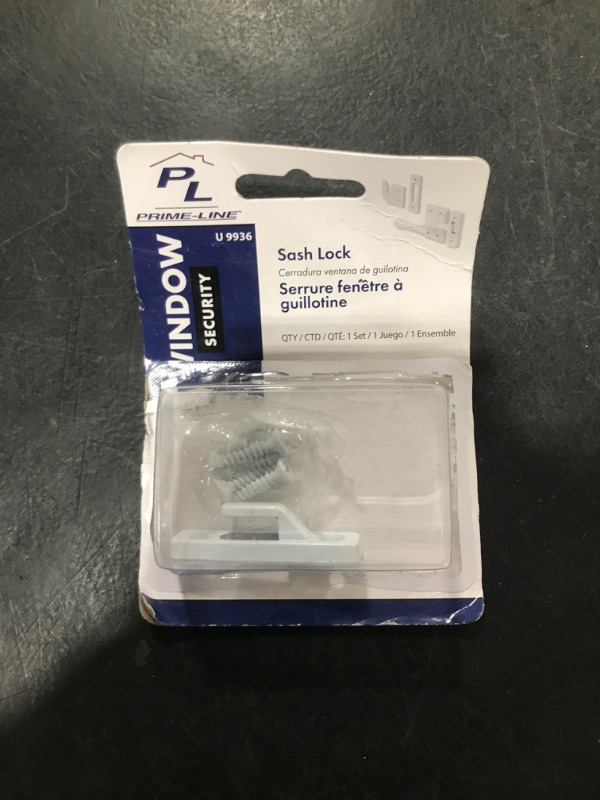 PL
PRIME-LINE®
U 9936
WINDOW
SECURITY
Sash Lock
Cerradura ventana de guilotina
Serrure fenêtre à
guillotine
QTY / CTD / QTÉ: 1 Set / 1 Juego / 1 Ensemble